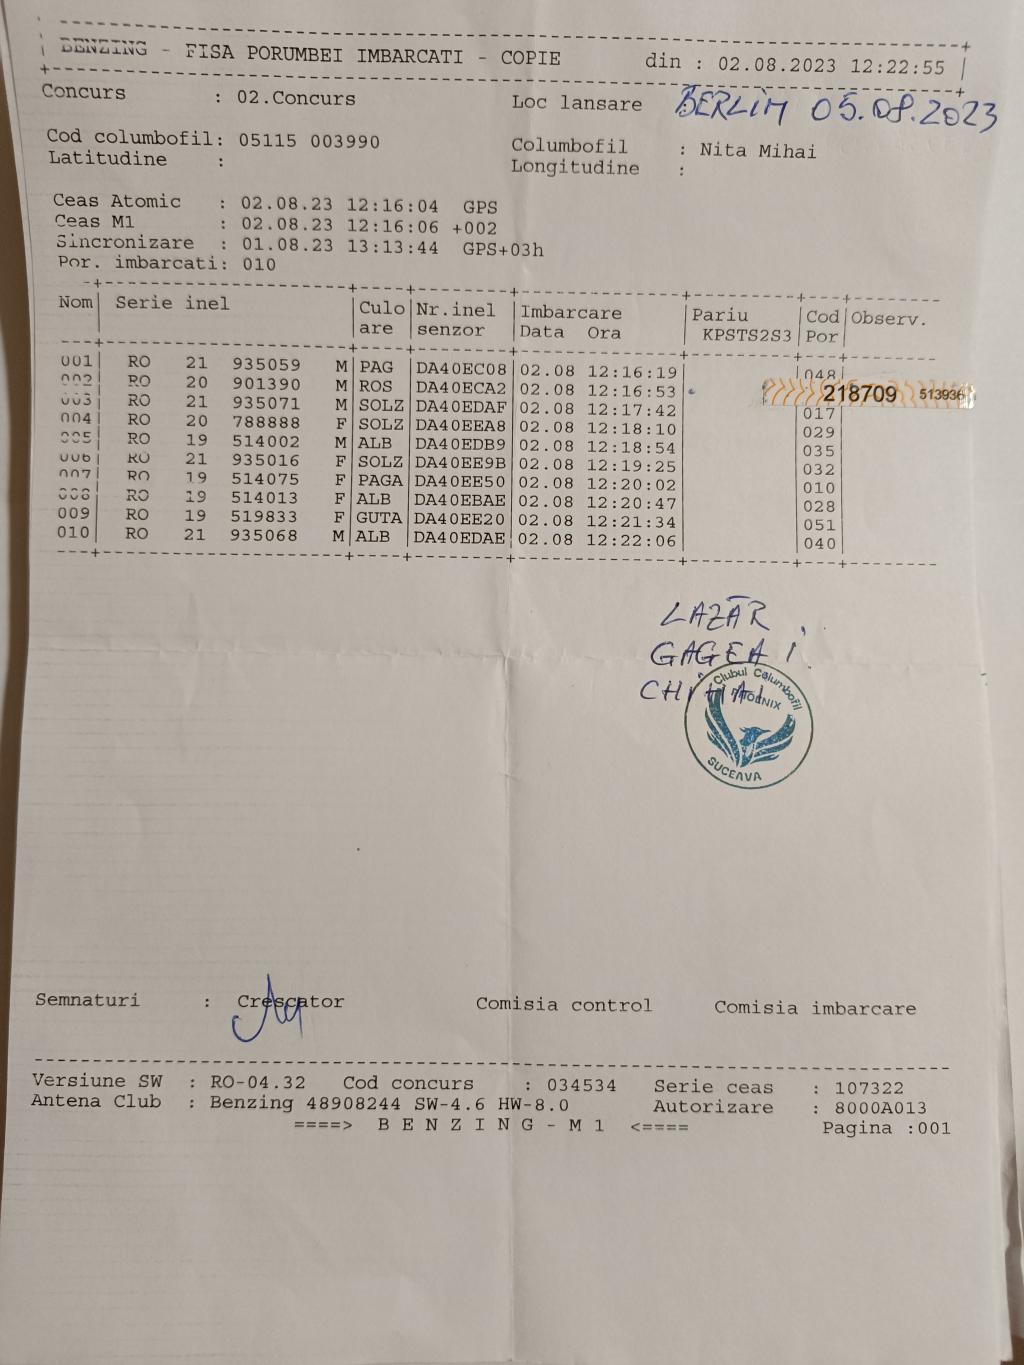 BENZING - FISA PORUMBEI IMBARCATI - COPIE din : 02.08.2023 12:22:55
Concurs : 02.Concurs Loc lansare BERLIM 05.08.2023
Cod columbofil: 05115 003990 Columbofil : Nita Mihai
Latitudine : Longitudine :
Ceas Atomic : 02.08.23 12:16:04 GPS
Ceas M1 : 02.08.23 12:16:06 +002
Sincronizare : 01.08.23 13:13:44 GPS+03h
Por. imbarcati: 010
Nom| Serie inel |Culo|Nr.inel |Imbarcare |Pariu |Cod|Observ.
|are |senzor |Data Ora | KPSTS2S3|Por|
001| RO 21 935059 M|PAG |DA40EC08|02.08 12:16:19| |048|
002| RO 20 901390 M|ROS |DA40ECA2|02.08 12:16:53| 218709 513936
003| RO 21 935071 M|SOLZ|DA40EDAF|02.08 12:17:42| |017|
004| RO 20 788888 F|SOLZ|DA40EEA8|02.08 12:18:10| |029|
005| RO 19 514002 M|ALB |DA40EDB9|02.08 12:18:54| |035|
006| RO 21 935016 F|SOLZ|DA40EE9B|02.08 12:19:25| |032|
007| RO 19 514075 F|PAGA|DA40EE50|02.08 12:20:02| |010|
008| RO 19 514013 F|ALB |DA40EBAE|02.08 12:20:47| |028|
009| RO 19 519833 F|GUTA|DA40EE20|02.08 12:21:34| |051|
010| RO 21 935068 M|ALB |DA40EDAE|02.08 12:22:06| |040|
LAZĂR
GAGEA I.
Clubul Columbofil
PHOENIX
SUCEAVA
Semnaturi : Crescator Comisia control Comisia imbarcare
Versiune SW : RO-04.32 Cod concurs : 034534 Serie ceas : 107322
Antena Club : Benzing 48908244 SW-4.6 HW-8.0 Autorizare : 8000A013
====> B E N Z I N G - M 1 <==== Pagina :001